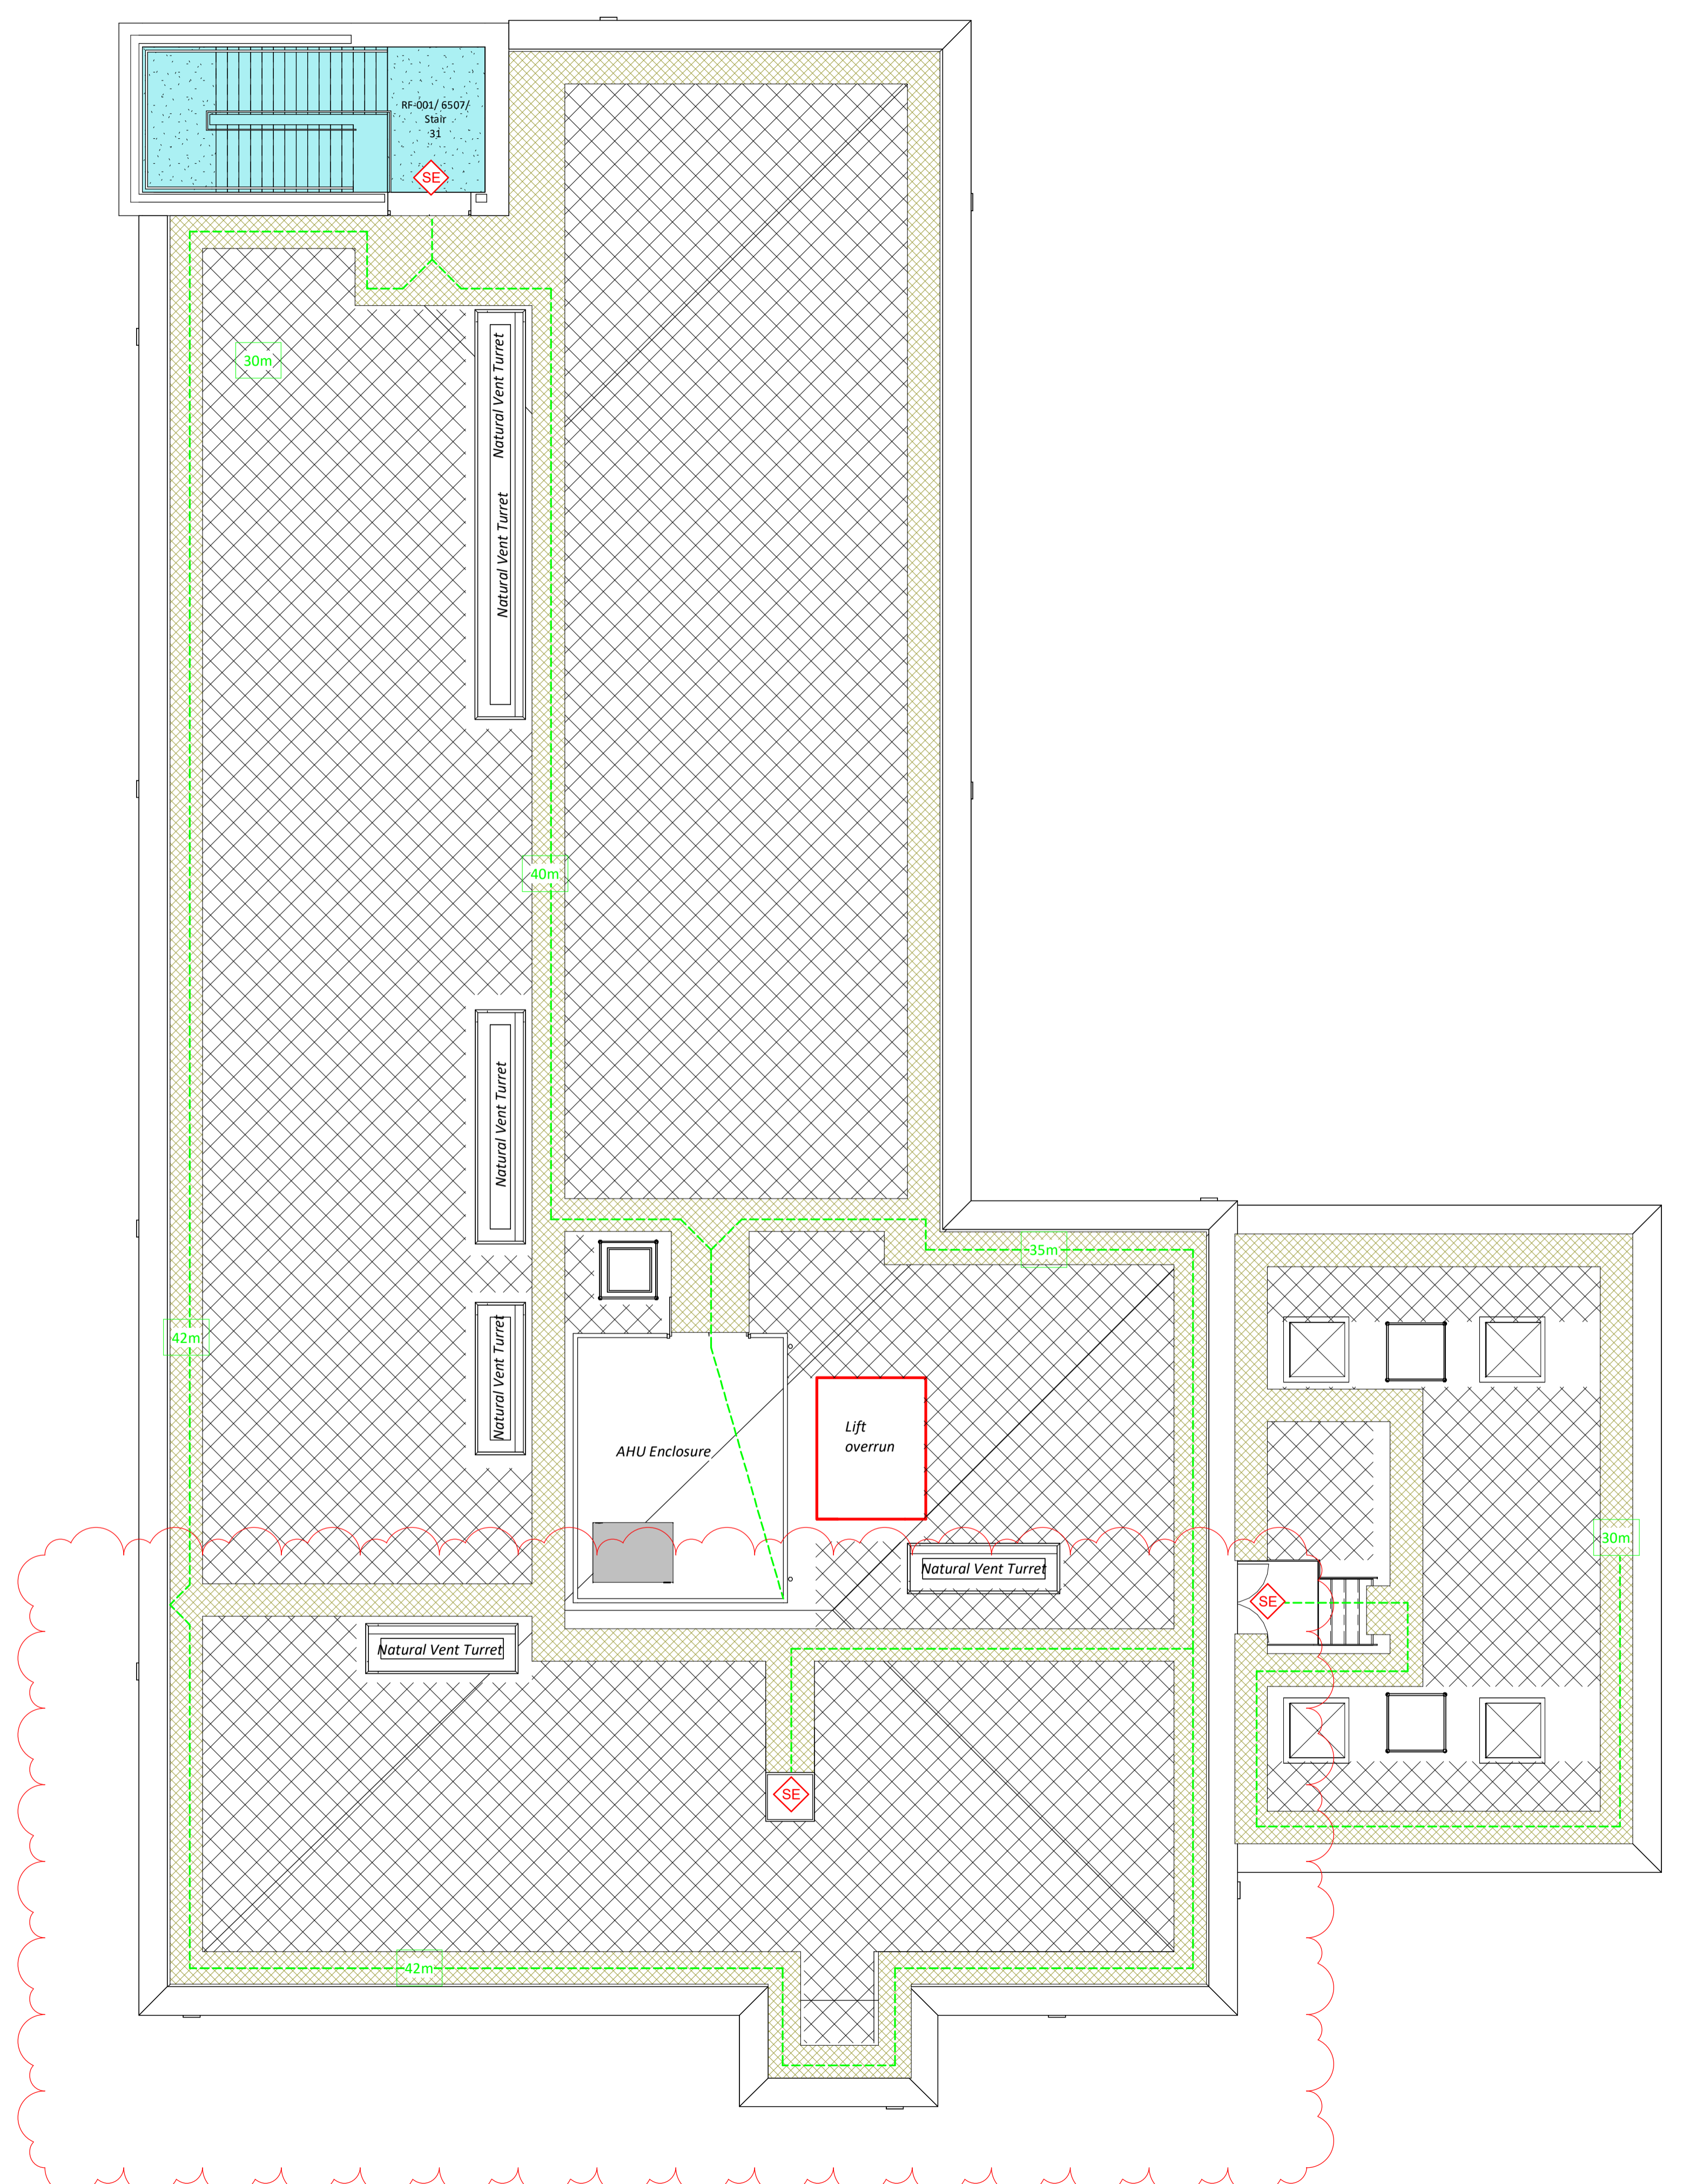 RF-001/ 6507/
Stair
31
SE
30m
Natural Vent Turret
Natural Vent Turret
40m
Natural Vent Turret
35m
42m
Natural Vent Turret
Lift
overrun
AHU Enclosure
30m
Natural Vent Turret
SE
Natural Vent Turret
SE
42m